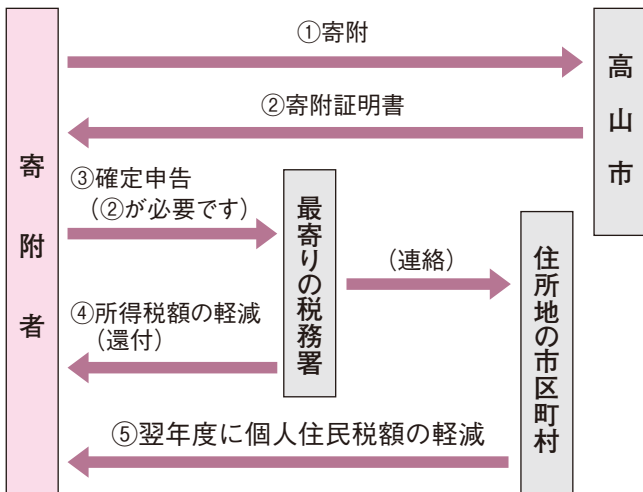 ①寄附
高山市
②寄附証明書
寄附者
③確定申告
(②が必要です)
最寄りの税務署
(連絡)
住所地の市区町村
④所得税額の軽減
(還付)
⑤翌年度に個人住民税額の軽減